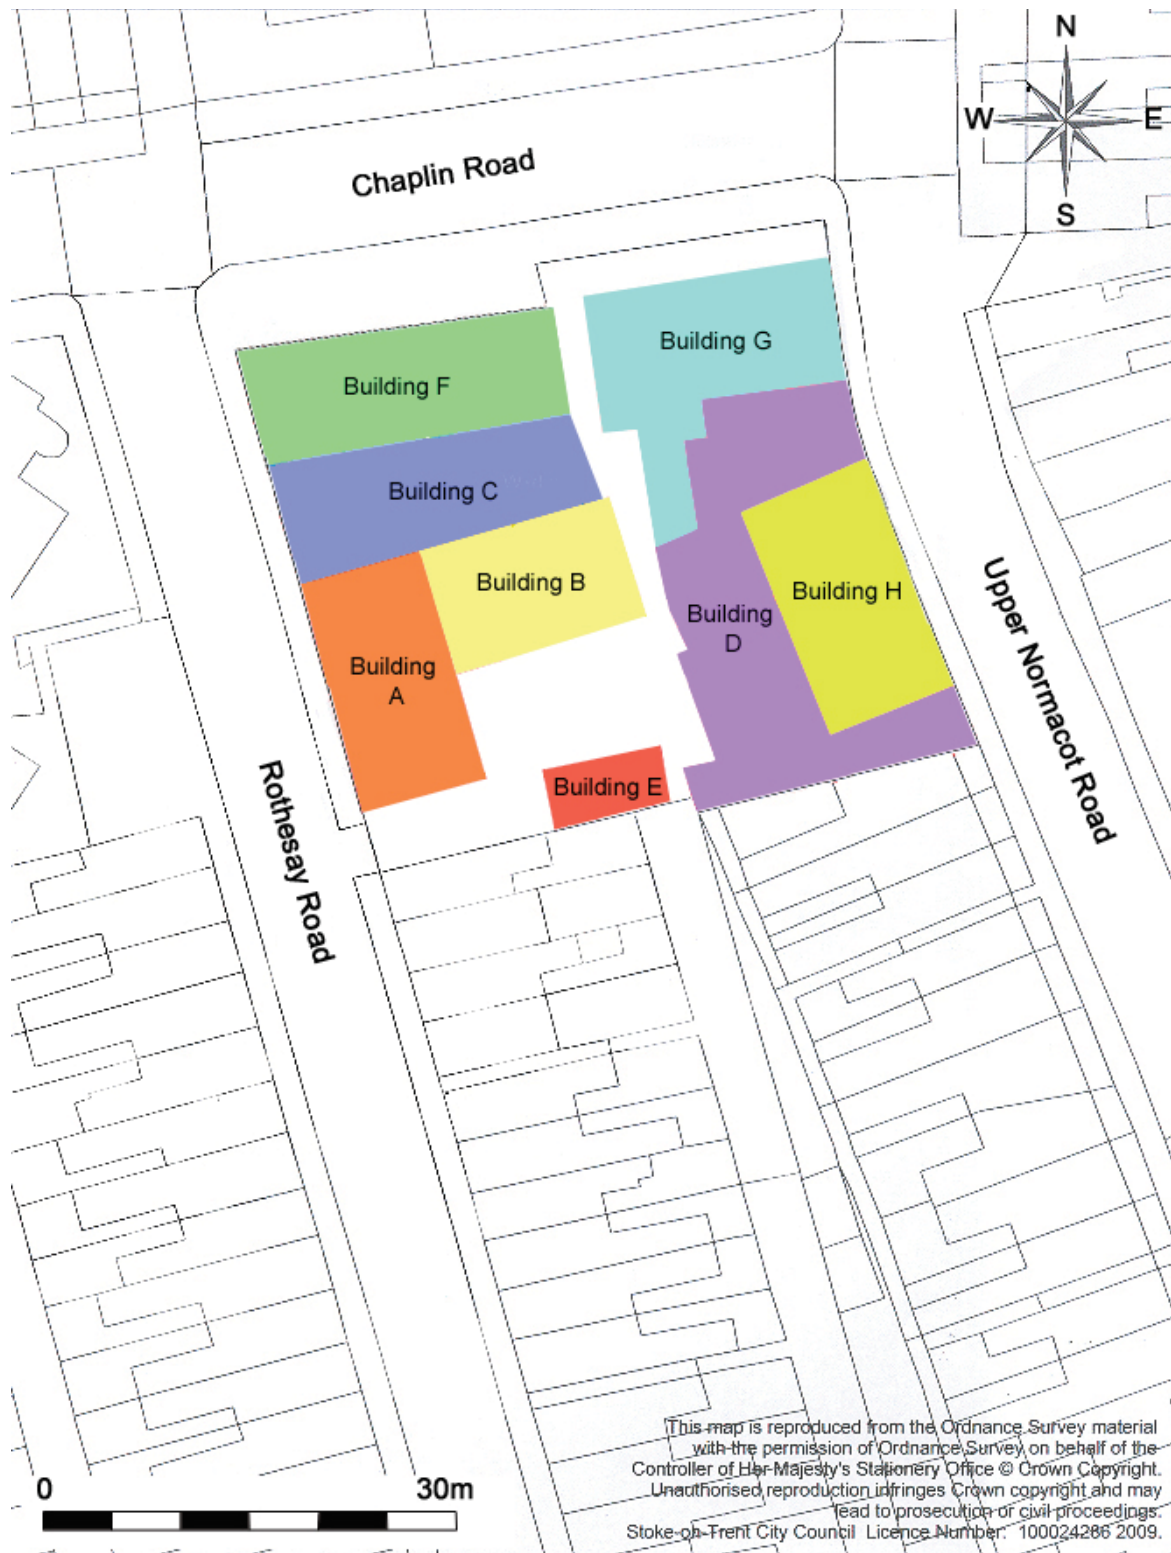 N
W
E
S
Chaplin Road
Building G
Building F
Building C
Building B
Building H
Building
D
Building
A
Building E
Upper Normacot Road
Rothesay Road
0
30m
This map is reproduced from the Ordnance Survey material
with the permission of Ordnance Survey on behalf of the
Controller of Her Majesty's Stationery Office © Crown Copyright.
Unauthorised reproduction infringes Crown copyright and may
lead to prosecution or civil proceedings.
Stoke-on-Trent City Council Licence Number: 100024286 2009.